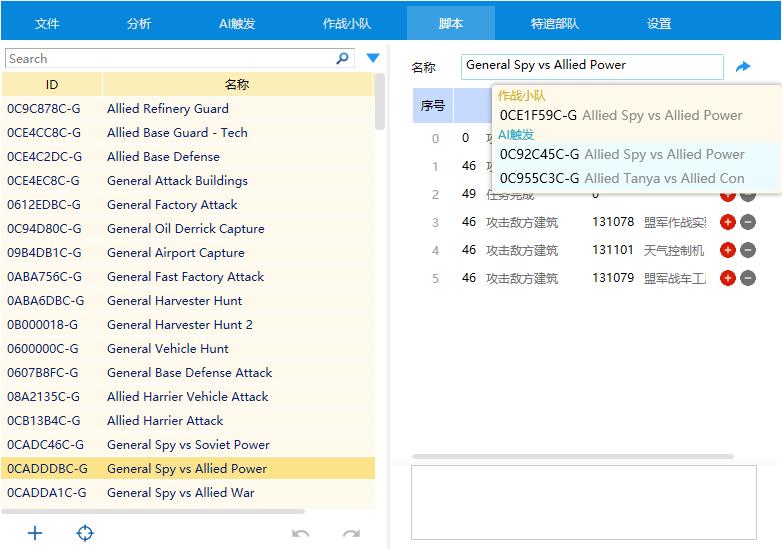 文件 分析 AI触发 作战小队 脚本 特遣部队 设置
Search
ID 名称
0C9C878C-G Allied Refinery Guard
0CE4CC8C-G Allied Base Guard - Tech
0CE4C2DC-G Allied Base Defense
0CE4EC8C-G General Attack Buildings
0612EDBC-G General Factory Attack
0C94D80C-G General Oil Derrick Capture
09B4DB1C-G General Airport Capture
0ABA756C-G General Fast Factory Attack
0ABA6DBC-G General Harvester Hunt
0B000018-G General Harvester Hunt 2
0600000C-G General Vehicle Hunt
0607B8FC-G General Base Defense Attack
08A2135C-G Allied Harrier Vehicle Attack
0CB13B4C-G Allied Harrier Attack
0CADC46C-G General Spy vs Soviet Power
0CADDDBC-G General Spy vs Allied Power
0CADDA1C-G General Spy vs Allied War
名称 General Spy vs Allied Power
作战小队
0CE1F59C-G Allied Spy vs Allied Power
AI触发
0C92C45C-G Allied Spy vs Allied Power
0C955C3C-G Allied Tanya vs Allied Con
序号
0 0
1 46
2 49 任务完成 0
3 46 攻击敌方建筑 131078 盟军作战实
4 46 攻击敌方建筑 131101 天气控制机
5 46 攻击敌方建筑 131079 盟军战车工